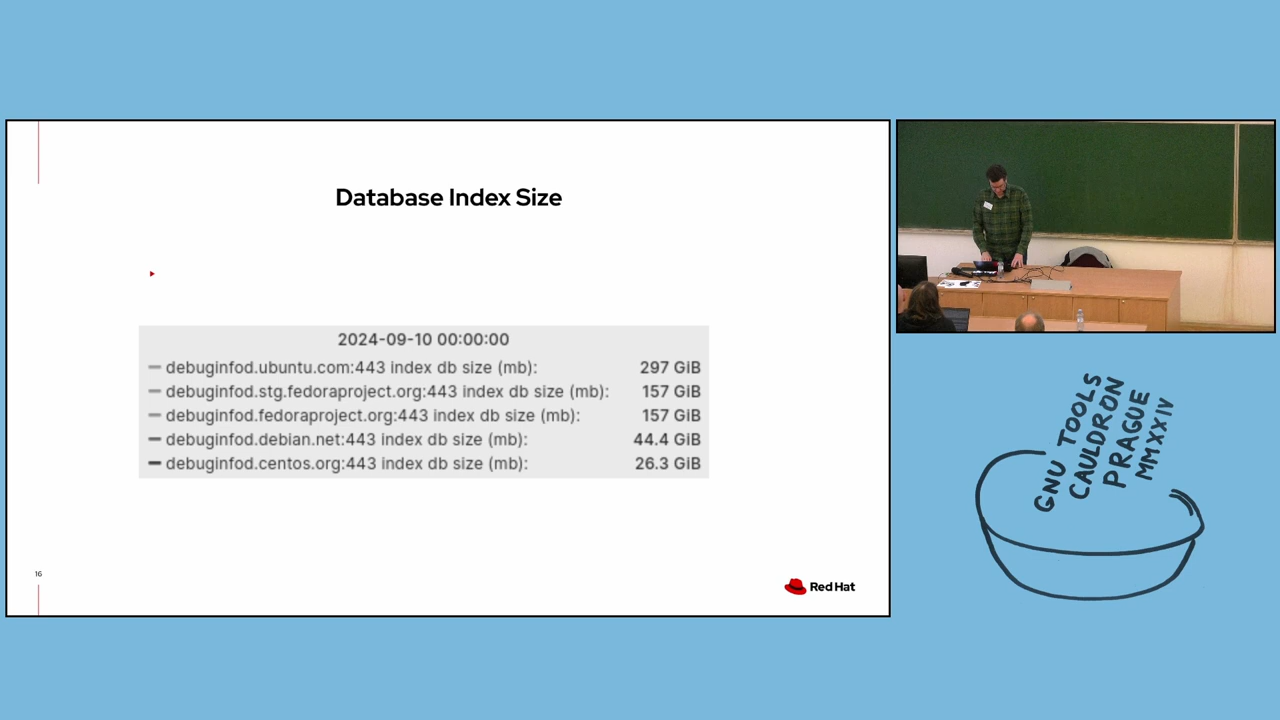 Database Index Size
2024-09-10 00:00:00
debuginfod.ubuntu.com:443 index db size (mb): 297 GiB
debuginfod.stg.fedoraproject.org:443 index db size (mb): 157 GiB
debuginfod.fedoraproject.org:443 index db size (mb): 157 GiB
debuginfod.debian.net:443 index db size (mb): 44.4 GiB
debuginfod.centos.org:443 index db size (mb): 26.3 GiB
16
Red Hat
GNU TOOLS
CAULDRON
PRAGUE
MMXXIV